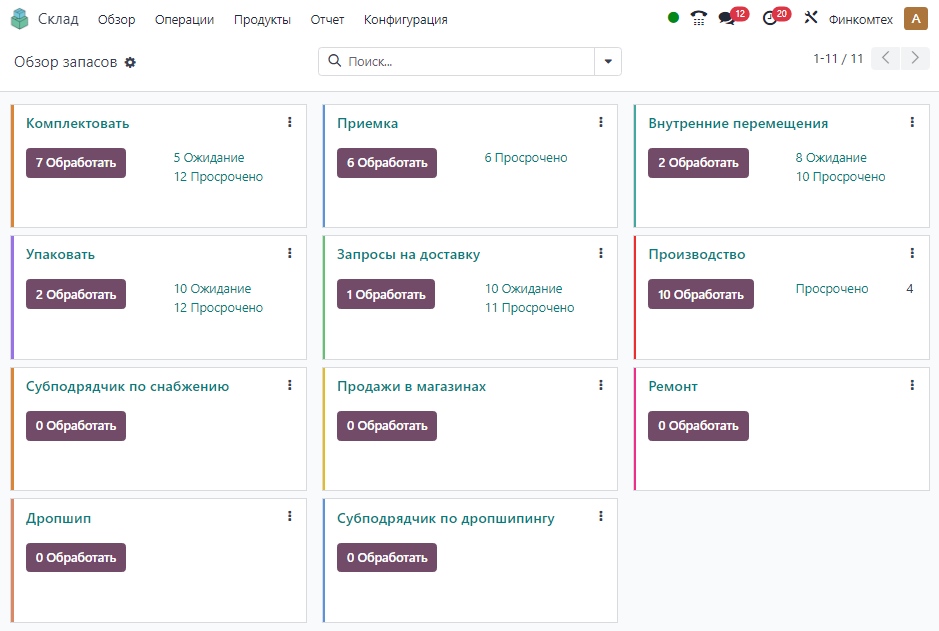 Склад Обзор Операции Продукты Отчет Конфигурация 12 20 Финкомтех A
Обзор запасов Поиск... 1-11 / 11
Комплектовать
7 Обработать
5 Ожидание
12 Просрочено
Приемка
6 Обработать
6 Просрочено
Внутренние перемещения
2 Обработать
8 Ожидание
10 Просрочено
Упаковать
2 Обработать
10 Ожидание
12 Просрочено
Запросы на доставку
1 Обработать
10 Ожидание
11 Просрочено
Производство
10 Обработать
Просрочено 4
Субподрядчик по снабжению
0 Обработать
Продажи в магазинах
0 Обработать
Ремонт
0 Обработать
Дропшип
0 Обработать
Субподрядчик по дропшипингу
0 Обработать